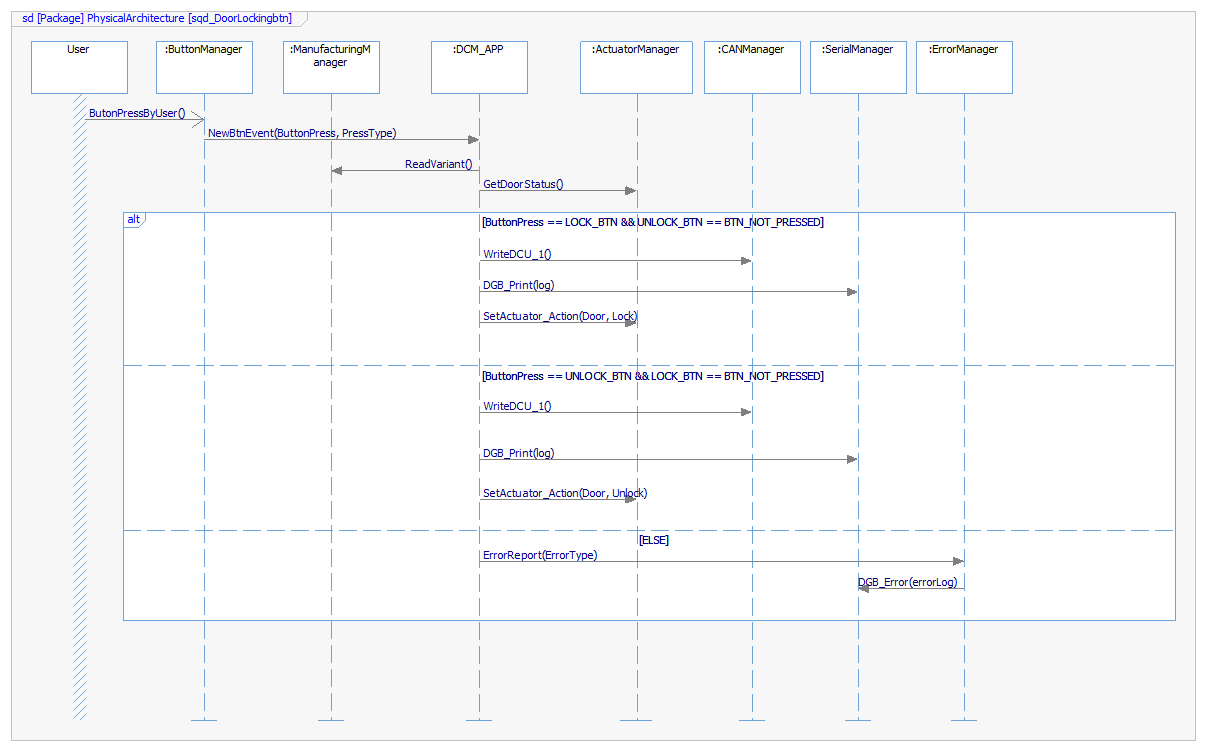 sd [Package] PhysicalArchitecture [sqd_DoorLockingbtn]
User
:ButtonManager
:ManufacturingM
anager
:DCM_APP
:ActuatorManager
:CANManager
:SerialManager
:ErrorManager
ButonPressByUser()
NewBtnEvent(ButtonPress, PressType)
ReadVariant()
GetDoorStatus()
alt
[ButtonPress == LOCK_BTN && UNLOCK_BTN == BTN_NOT_PRESSED]
WriteDCU_1()
DGB_Print(log)
SetActuator_Action(Door, Lock)
[ButtonPress == UNLOCK_BTN && LOCK_BTN == BTN_NOT_PRESSED]
WriteDCU_1()
DGB_Print(log)
SetActuator_Action(Door, Unlock)
[ELSE]
ErrorReport(ErrorType)
DGB_Error(errorLog)